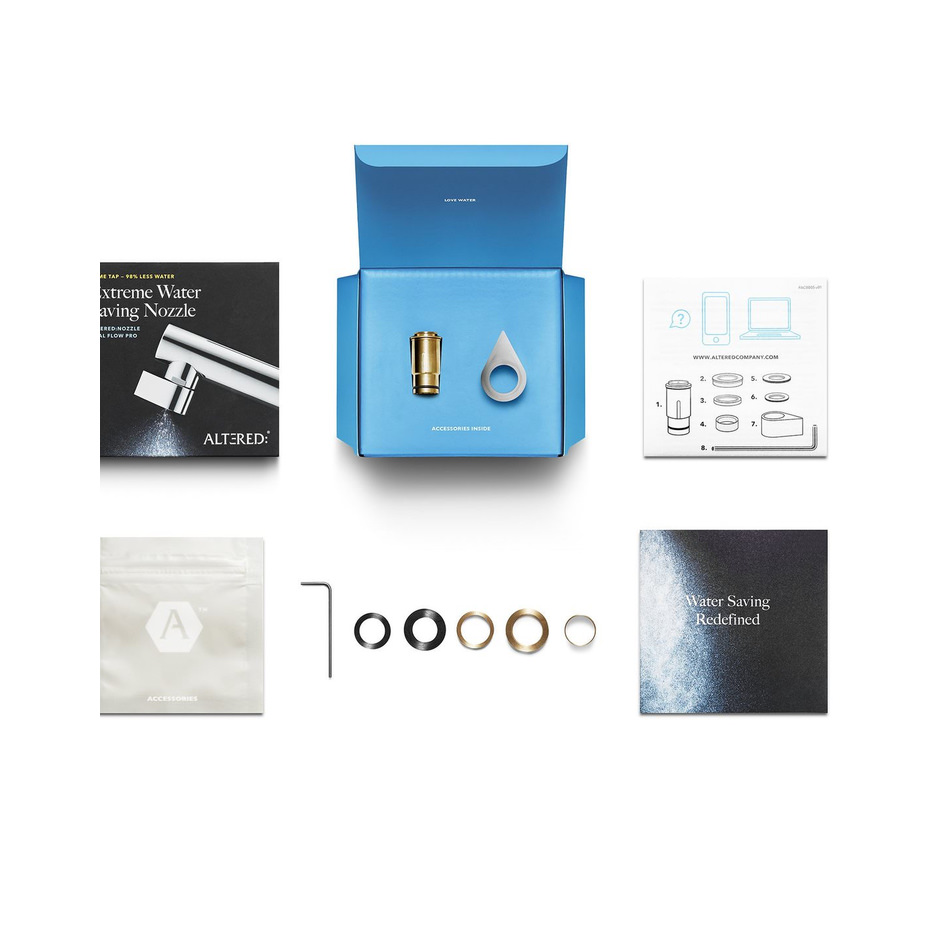 LOVE WATER
ME TAP – 98% LESS WATER
Extreme Water
aving Nozzle
ERED:NOZZLE
AL FLOW PRO
ALTERED:
ACCESSORIES INSIDE
?
WWW.ALTEREDCOMPANY.COM
1.
2.
3.
4.
5.
6.
7.
8.
A
ACCESSORIES
Water Saving
Redefined